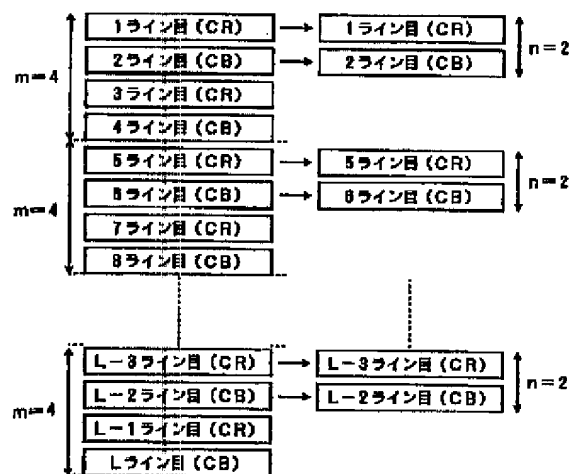 1ライン目 (CR) 1ライン目 (CR)
2ライン目 (CB) 2ライン目 (CB)
n=2
m=4
3ライン目 (CR)
4ライン目 (CB)
5ライン目 (CR) 5ライン目 (CR)
6ライン目 (CB) 6ライン目 (CB)
n=2
m=4
7ライン目 (CR)
8ライン目 (CB)
L-3ライン目 (CR) L-3ライン目 (CR)
L-2ライン目 (CB) L-2ライン目 (CB)
n=2
m=4
L-1ライン目 (CR)
Lライン目 (CB)